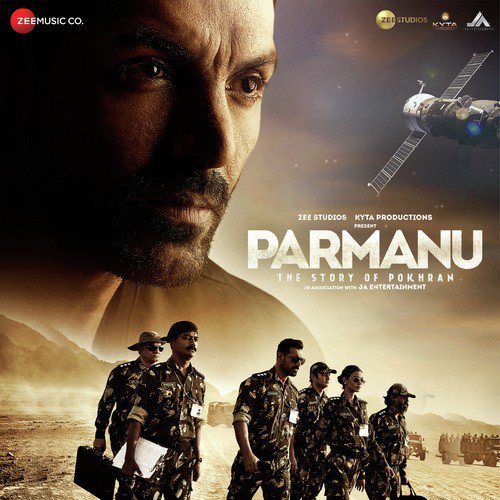 ZEEMUSIC CO.
ZEE STUDIOS
KYTA
JA
ZEE STUDIOS KYTA PRODUCTIONS
PRESENT
PARMANU
THE STORY OF POKHRAN
IN ASSOCIATION WITH JA ENTERTAINMENT